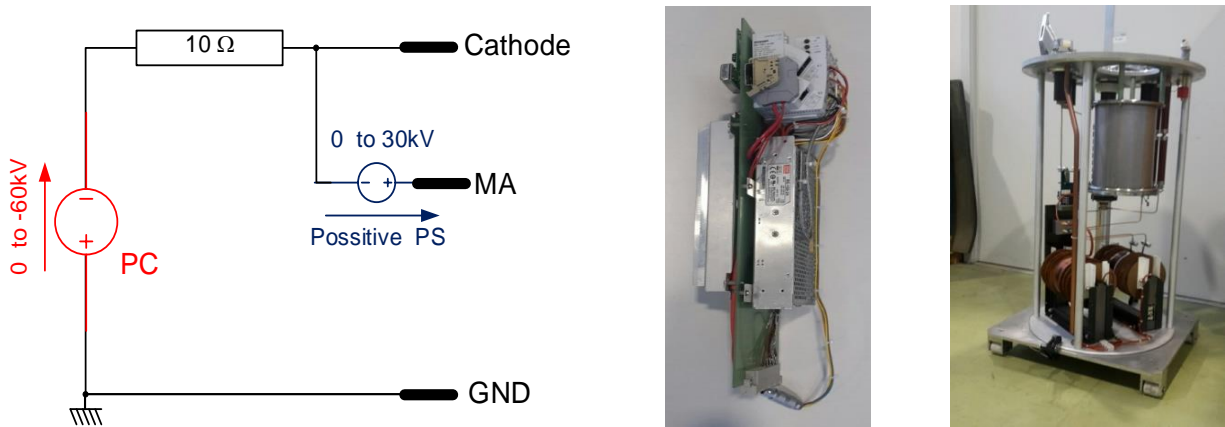 10 Ω
Cathode
0 to 30kV
MA
Possitive PS
0 to -60kV
PC
GND